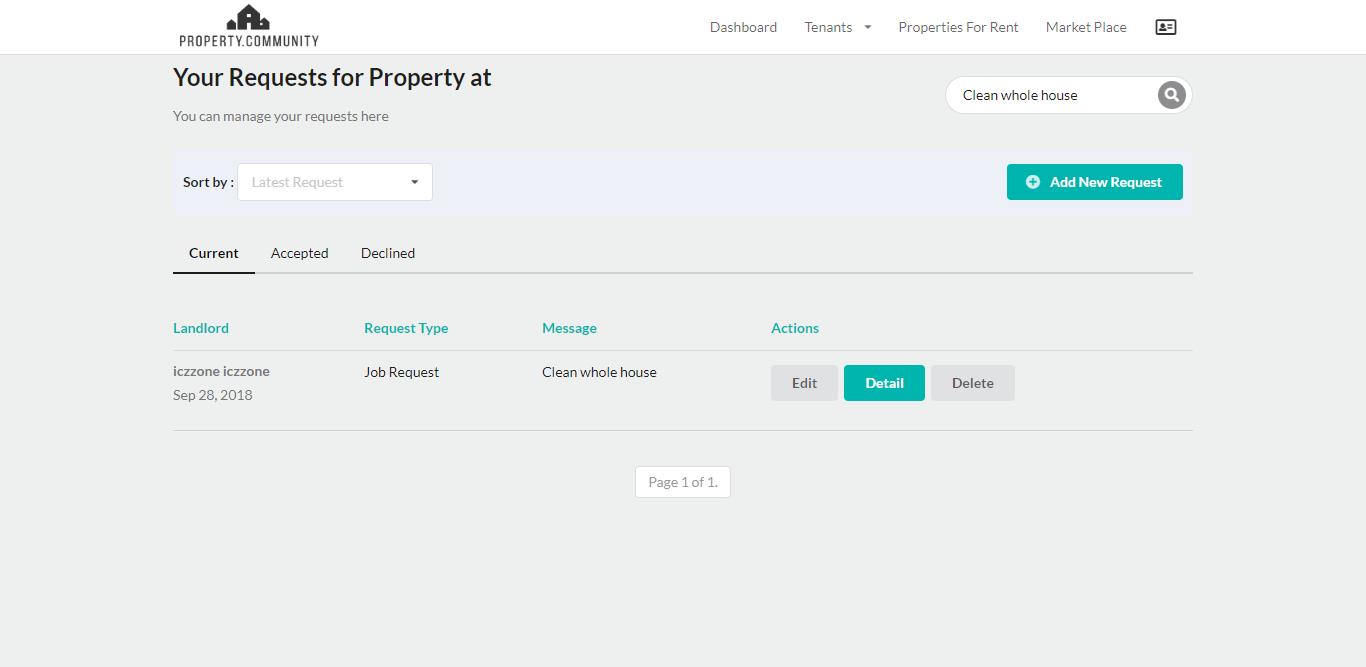 PROPERTY.COMMUNITY
Dashboard Tenants Properties For Rent Market Place
Your Requests for Property at
Clean whole house
You can manage your requests here
Sort by : Latest Request
Add New Request
Current Accepted Declined
Landlord Request Type Message Actions
iczzone iczzone Job Request Clean whole house Edit Detail Delete
Sep 28, 2018
Page 1 of 1.